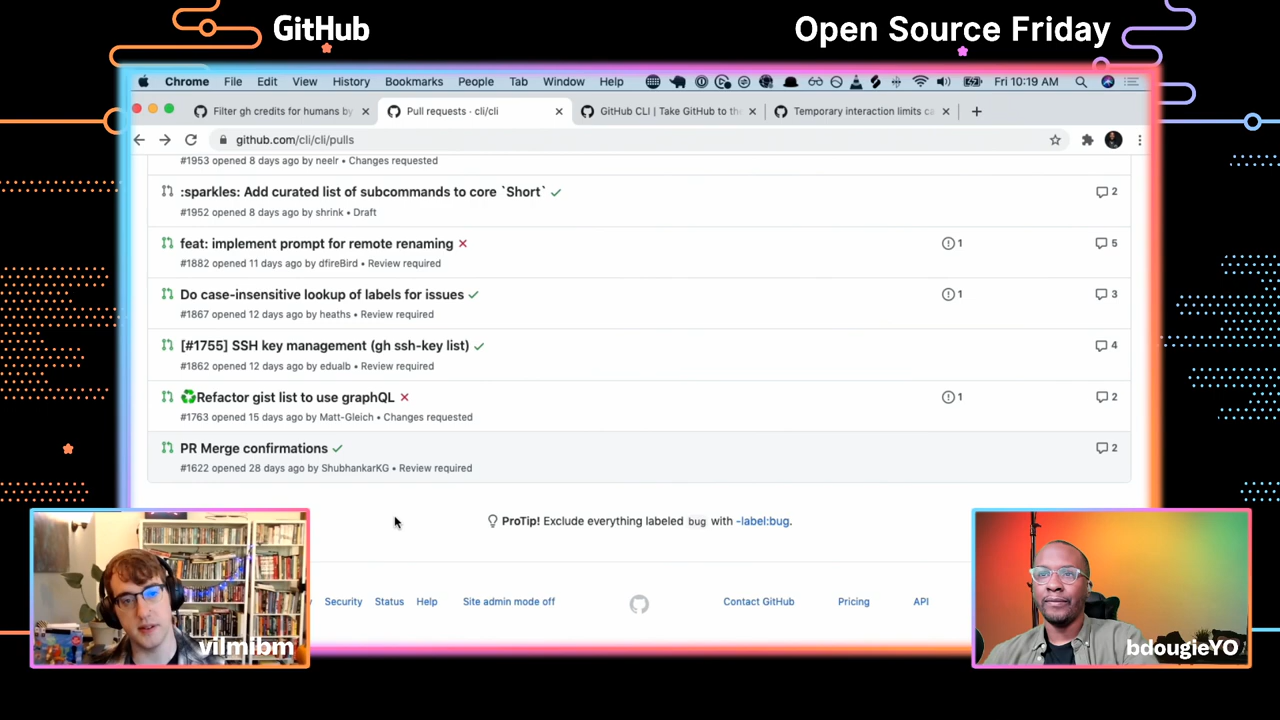 GitHub
Open Source Friday
Chrome File Edit View History Bookmarks People Tab Window Help Fri 10:19 AM
Filter gh credits for humans by
Pull requests · cli/cli
GitHub CLI | Take GitHub to the
Temporary interaction limits ca
github.com/cli/cli/pulls
#1953 opened 8 days ago by neelr • Changes requested
:sparkles: Add curated list of subcommands to core `Short`
2
#1952 opened 8 days ago by shrink • Draft
feat: implement prompt for remote renaming
1
5
#1882 opened 11 days ago by dfireBird • Review required
Do case-insensitive lookup of labels for issues
1
3
#1867 opened 12 days ago by heaths • Review required
[#1755] SSH key management (gh ssh-key list)
4
#1862 opened 12 days ago by edualb • Review required
Refactor gist list to use graphQL
1
2
#1763 opened 15 days ago by Matt-Gleich • Changes requested
PR Merge confirmations
2
#1622 opened 28 days ago by ShubhankarKG • Review required
ProTip! Exclude everything labeled bug with -label:bug.
Security Status Help Site admin mode off Contact GitHub Pricing API
vilmibm
bdougieYO